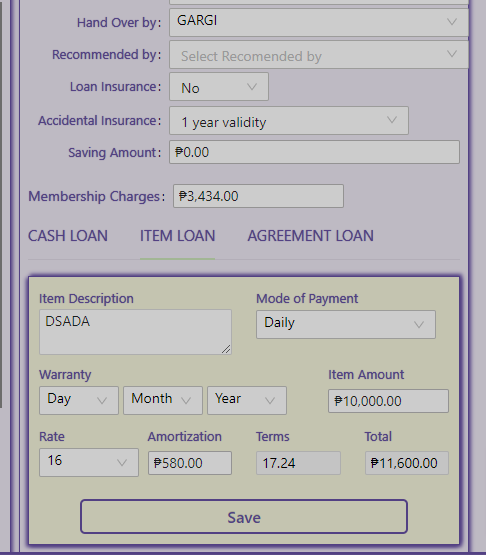 Hand Over by: GARGI
Recommended by: Select Recomended by
Loan Insurance: No
Accidental Insurance: 1 year validity
Saving Amount: ₱0.00
Membership Charges: ₱3,434.00
CASH LOAN ITEM LOAN AGREEMENT LOAN
Item Description Mode of Payment
DSADA Daily
Warranty Item Amount
Day Month Year ₱10,000.00
Rate Amortization Terms Total
16 ₱580.00 17.24 ₱11,600.00
Save